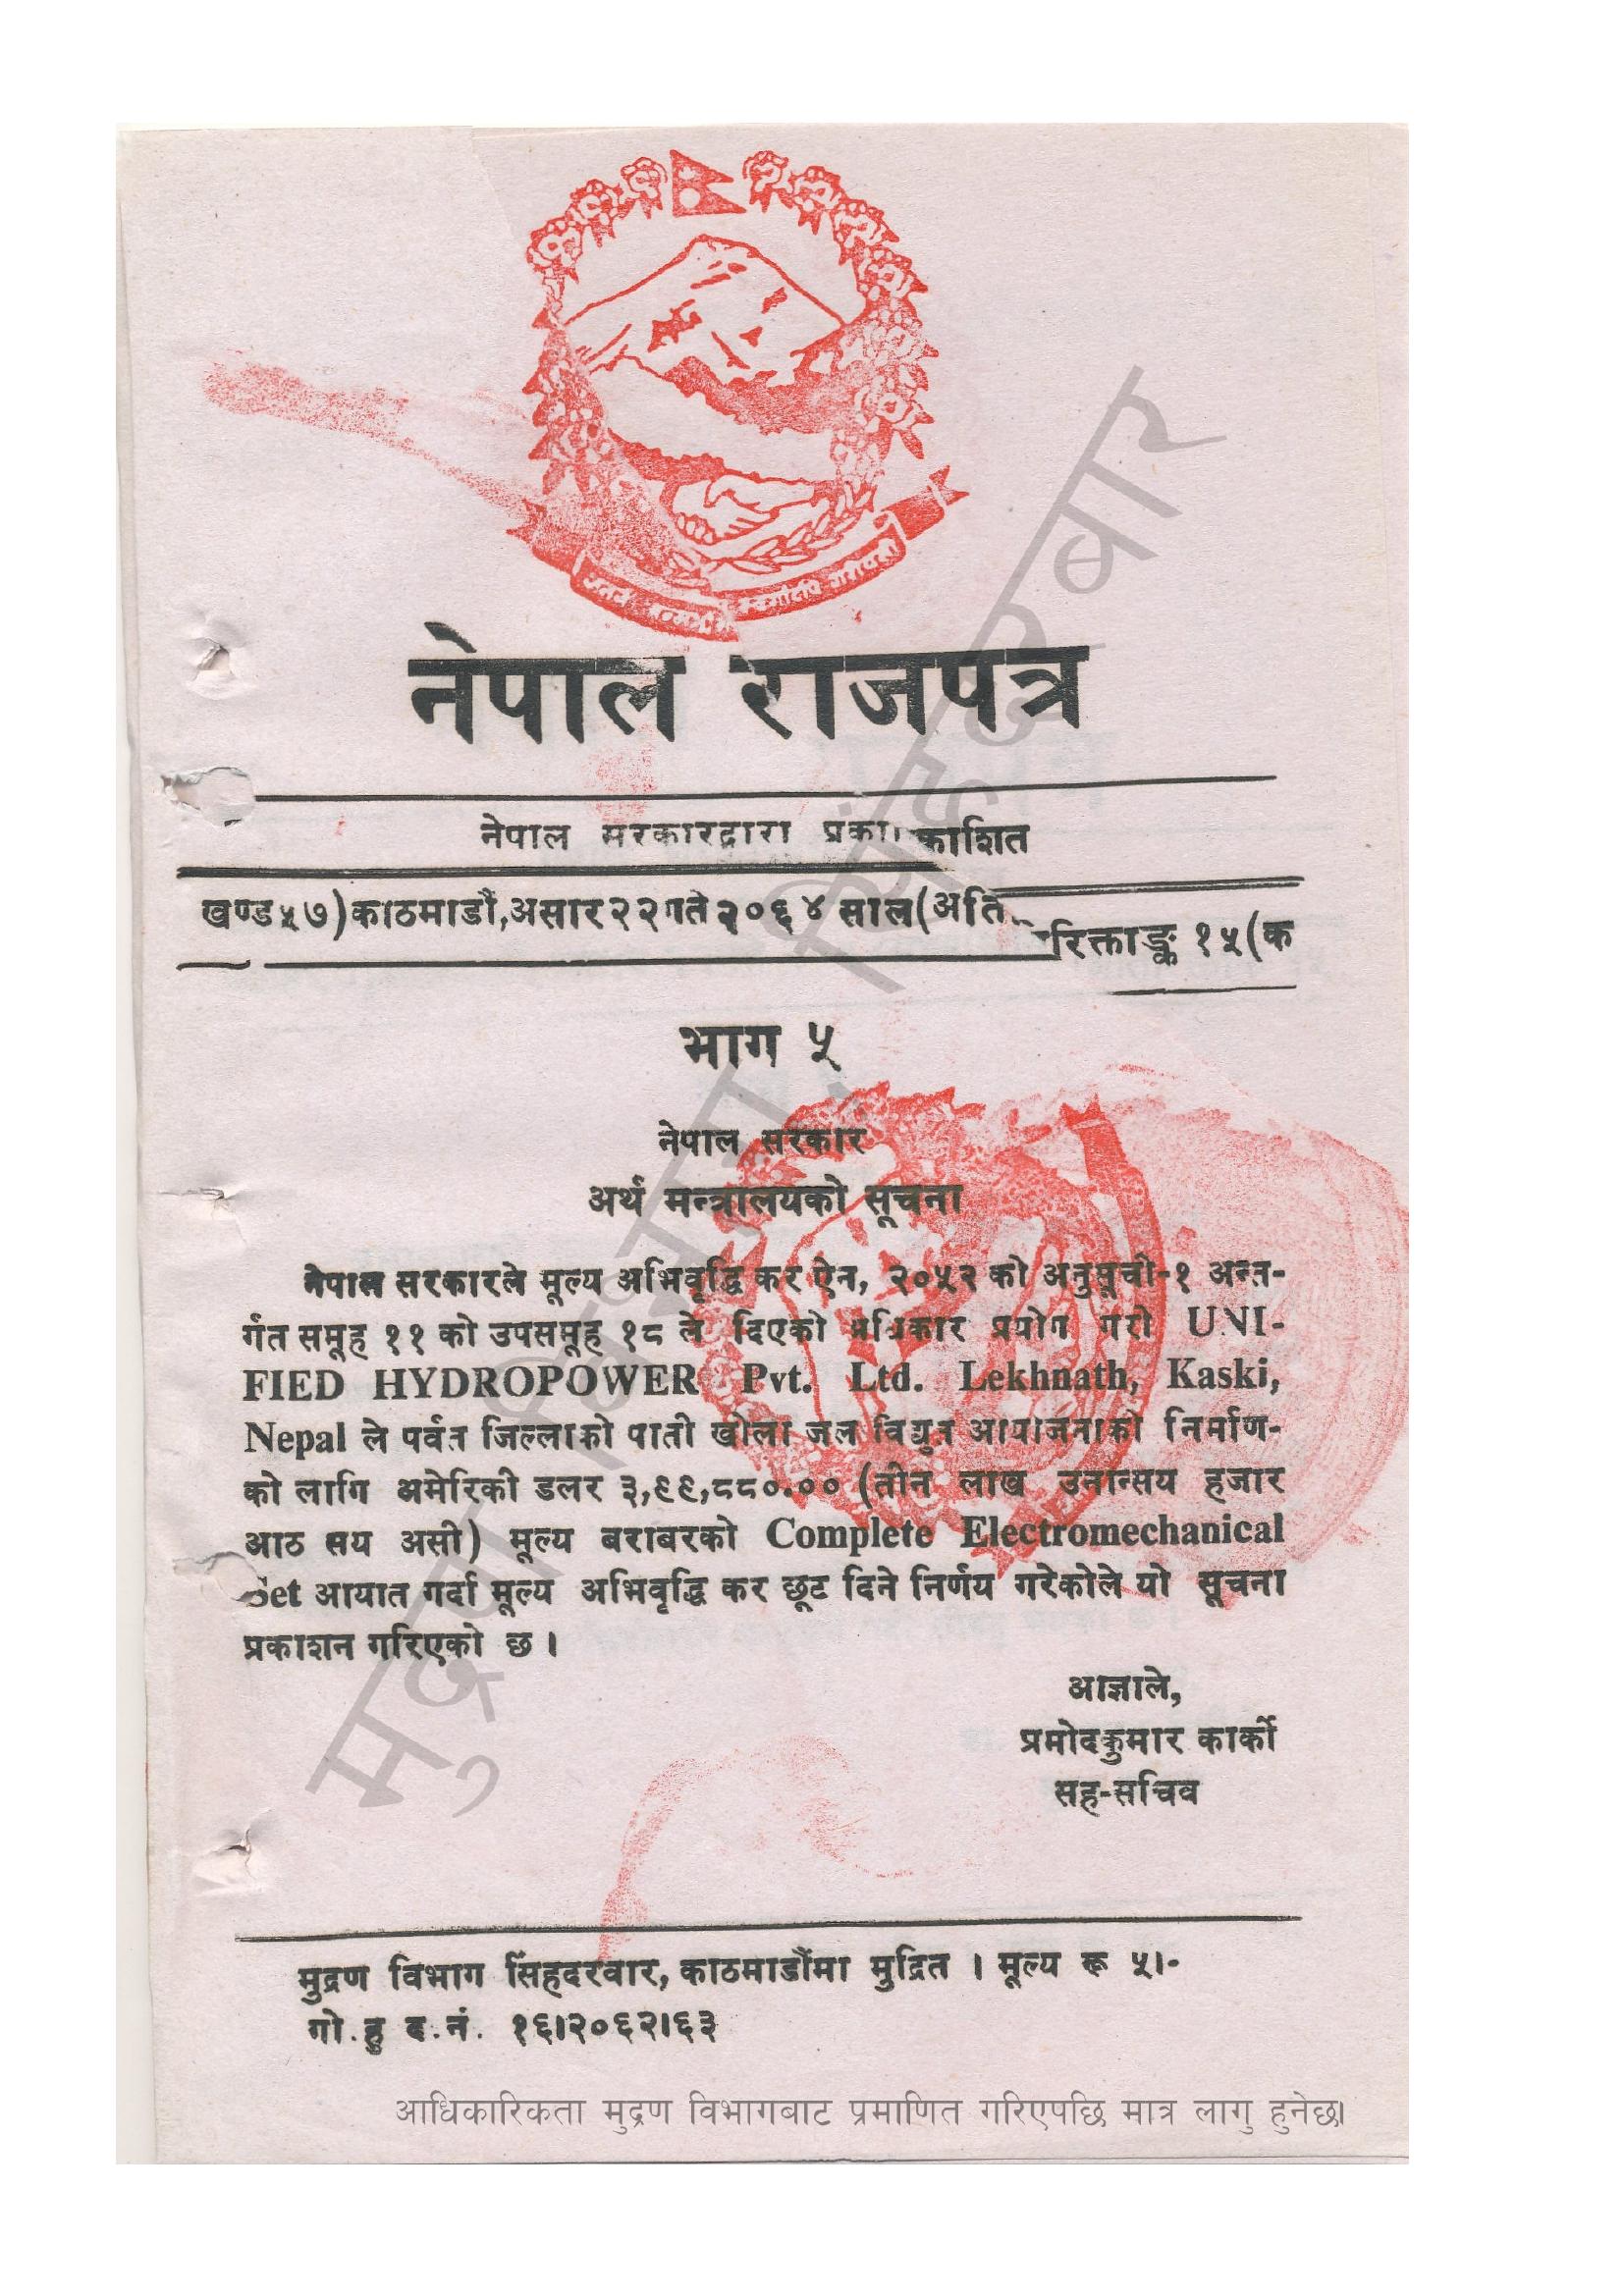 नेपाल राजपत्र
नेपाल सरकारद्वारा प्रकाशित
खण्ड ५७) काठमाडौं, असार २२ गते २०६४ साल (अतिरिक्ताङ्क १५ (क
भाग ५
नेपाल सरकार
अर्थ मन्त्रालयको सूचना
नेपाल सरकारले मूल्य अभिवृद्धि कर ऐन, २०५२ को अनुसूची-१ अन्त-
र्गत समूह ११ को उपसमूह १८ ले दिएको अधिकार प्रयोग गरी UNI-
FIED HYDROPOWER Pvt. Ltd. Lekhnath, Kaski,
Nepal ले पर्वत जिल्लाको पाती खोला जल विद्युत आयोजनाको निर्माण-
को लागि अमेरिकी डलर ३,९९,८८०.०० (तीन लाख उनान्सय हजार
आठ सय असी) मूल्य बराबरको Complete Electromechanical
Set आयात गर्दा मूल्य अभिवृद्धि कर छूट दिने निर्णय गरेकोले यो सूचना
प्रकाशन गरिएको छ ।
आज्ञाले,
प्रमोदकुमार कार्की
सह-सचिव
मुद्रण विभाग सिंहदरवार, काठमाडौंमा मुद्रित । मूल्य रू ५।-
गो.हु द.नं. १६।२०६२।६३
आधिकारिकता मुद्रण विभागबाट प्रमाणित गरिएपछि मात्र लागु हुनेछ।
मुद्रण विभाग, सिंहदरवार